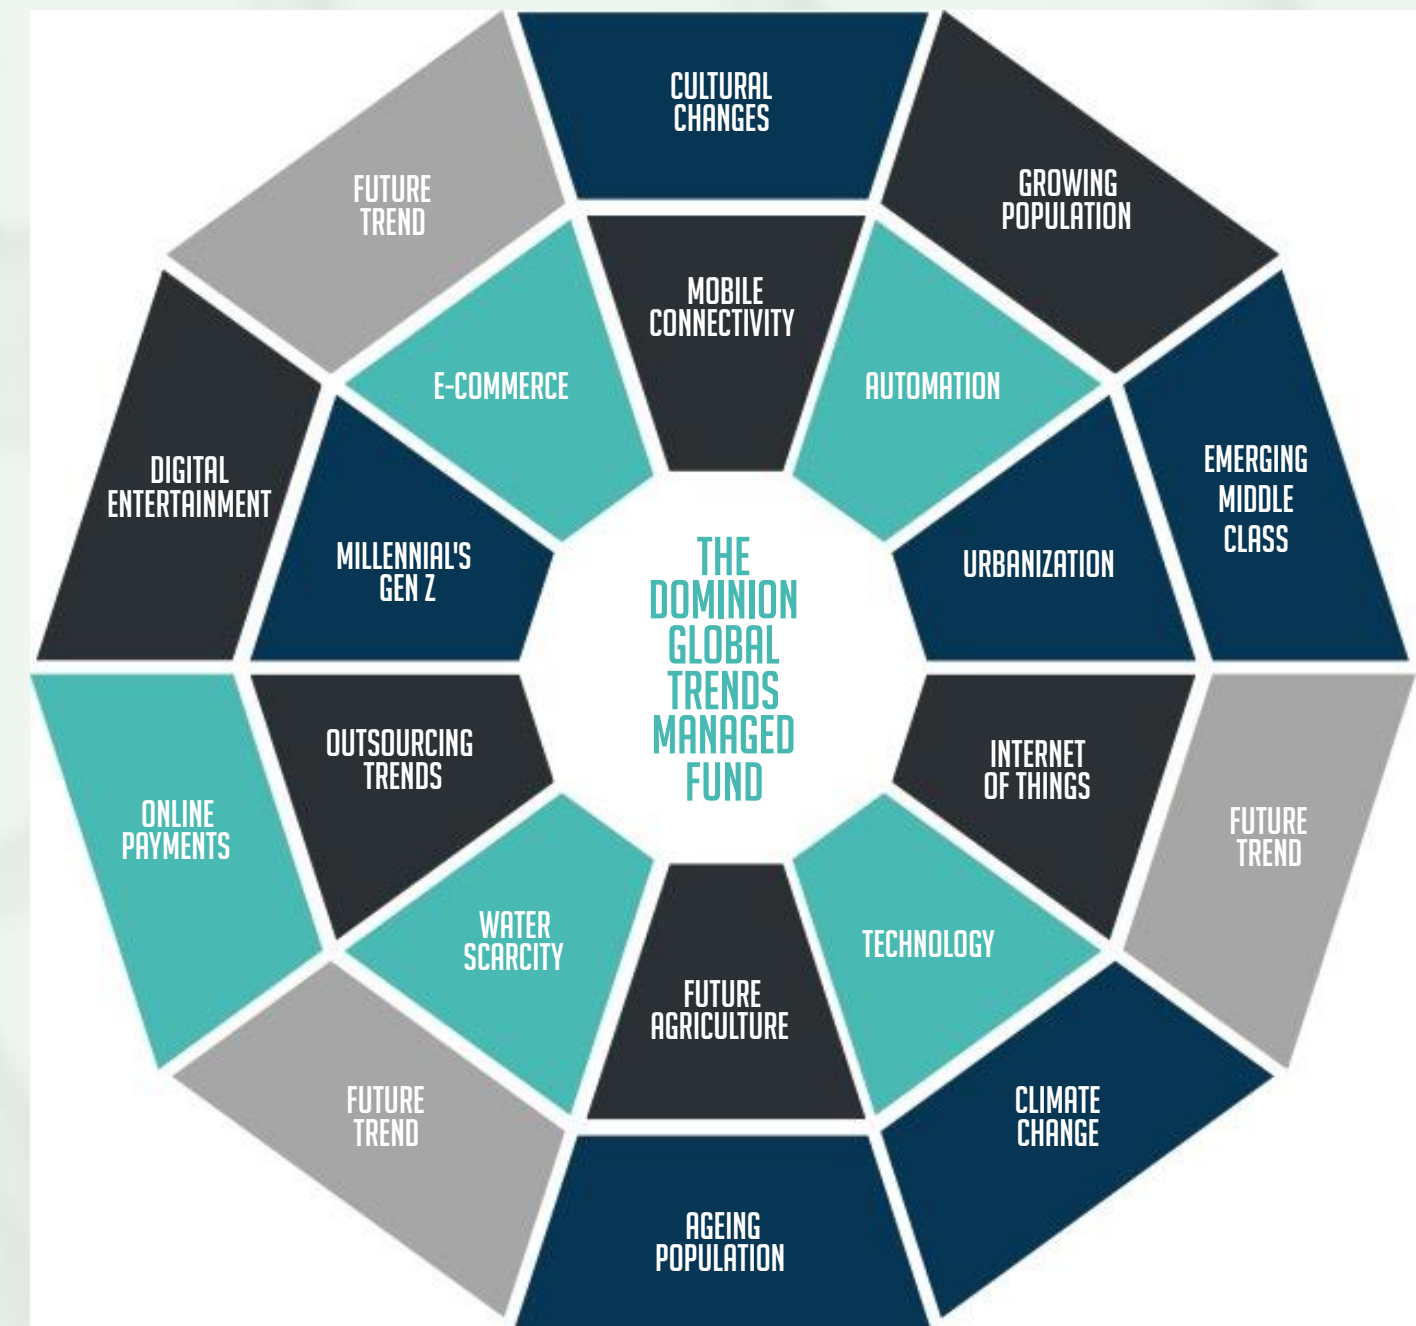 CULTURAL
CHANGES
FUTURE
TREND
GROWING
POPULATION
MOBILE
CONNECTIVITY
E-COMMERCE
AUTOMATION
DIGITAL
ENTERTAINMENT
EMERGING
MIDDLE
CLASS
MILLENNIAL'S
GEN Z
URBANIZATION
THE
DOMINION
GLOBAL
TRENDS
MANAGED
FUND
OUTSOURCING
TRENDS
INTERNET
OF THINGS
ONLINE
PAYMENTS
FUTURE
TREND
WATER
SCARCITY
TECHNOLOGY
FUTURE
AGRICULTURE
FUTURE
TREND
CLIMATE
CHANGE
AGEING
POPULATION